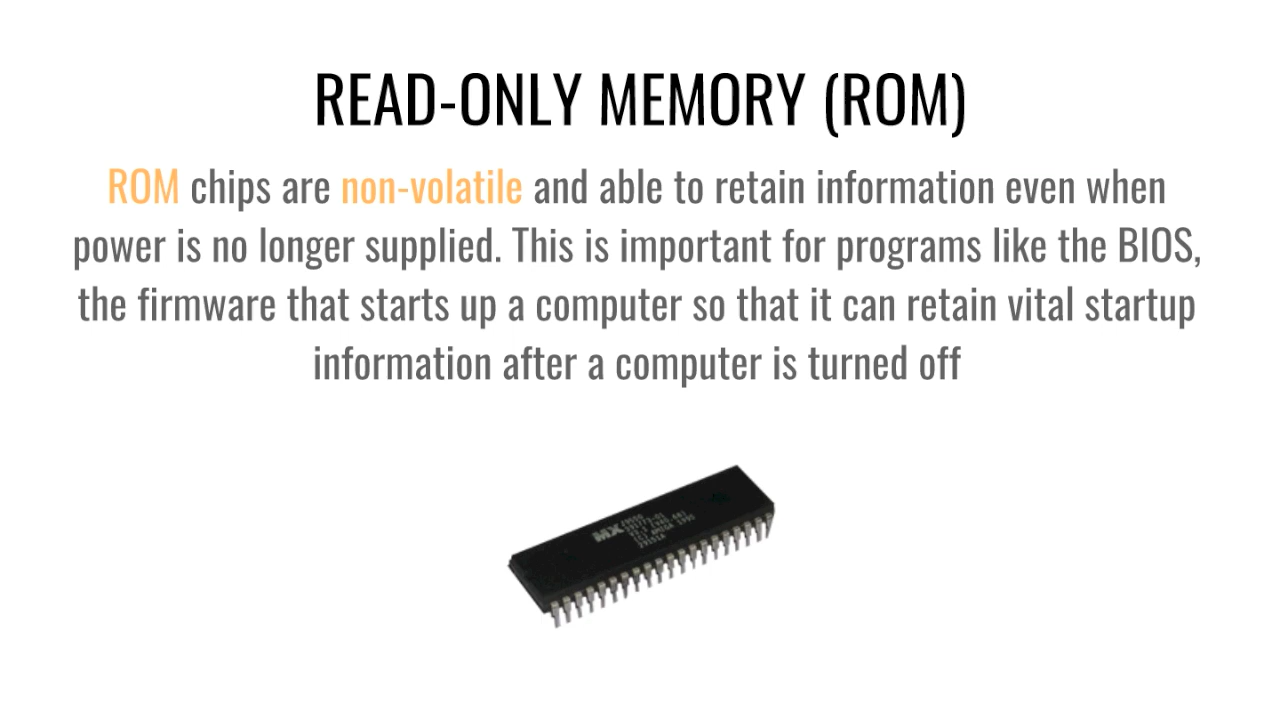 READ-ONLY MEMORY (ROM)
ROM chips are non-volatile and able to retain information even when
power is no longer supplied. This is important for programs like the BIOS,
the firmware that starts up a computer so that it can retain vital startup
information after a computer is turned off
MX
(C) AMIGA 1990